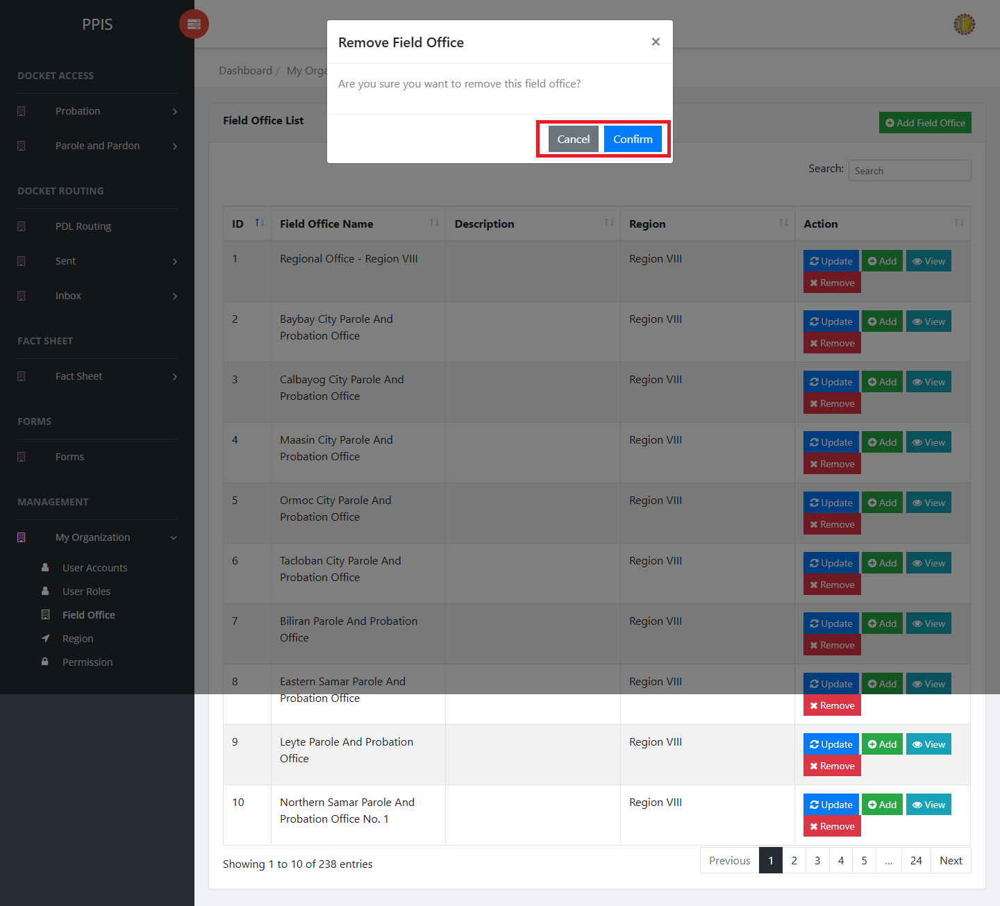 PPIS
DOCKET ACCESS
Probation
Parole and Pardon
DOCKET ROUTING
PDL Routing
Sent
Inbox
FACT SHEET
Fact Sheet
FORMS
Forms
MANAGEMENT
My Organization
User Accounts
User Roles
Field Office
Region
Permission
Dashboard / My Orga
Remove Field Office ×
Are you sure you want to remove this field office?
Cancel Confirm
Field Office List
Add Field Office
Search: Search
ID Field Office Name Description Region Action
1 Regional Office - Region VIII Region VIII Update Add View
Remove
2 Baybay City Parole And Region VIII Update Add View
Probation Office Remove
3 Calbayog City Parole And Region VIII Update Add View
Probation Office Remove
4 Maasin City Parole And Region VIII Update Add View
Probation Office Remove
5 Ormoc City Parole And Region VIII Update Add View
Probation Office Remove
6 Tacloban City Parole And Region VIII Update Add View
Probation Office Remove
7 Biliran Parole And Probation Region VIII Update Add View
Office Remove
8 Eastern Samar Parole And Region VIII Update Add View
Probation Office Remove
9 Leyte Parole And Probation Region VIII Update Add View
Office Remove
10 Northern Samar Parole And Region VIII Update Add View
Probation Office No. 1 Remove
Showing 1 to 10 of 238 entries
Previous 1 2 3 4 5 ... 24 Next